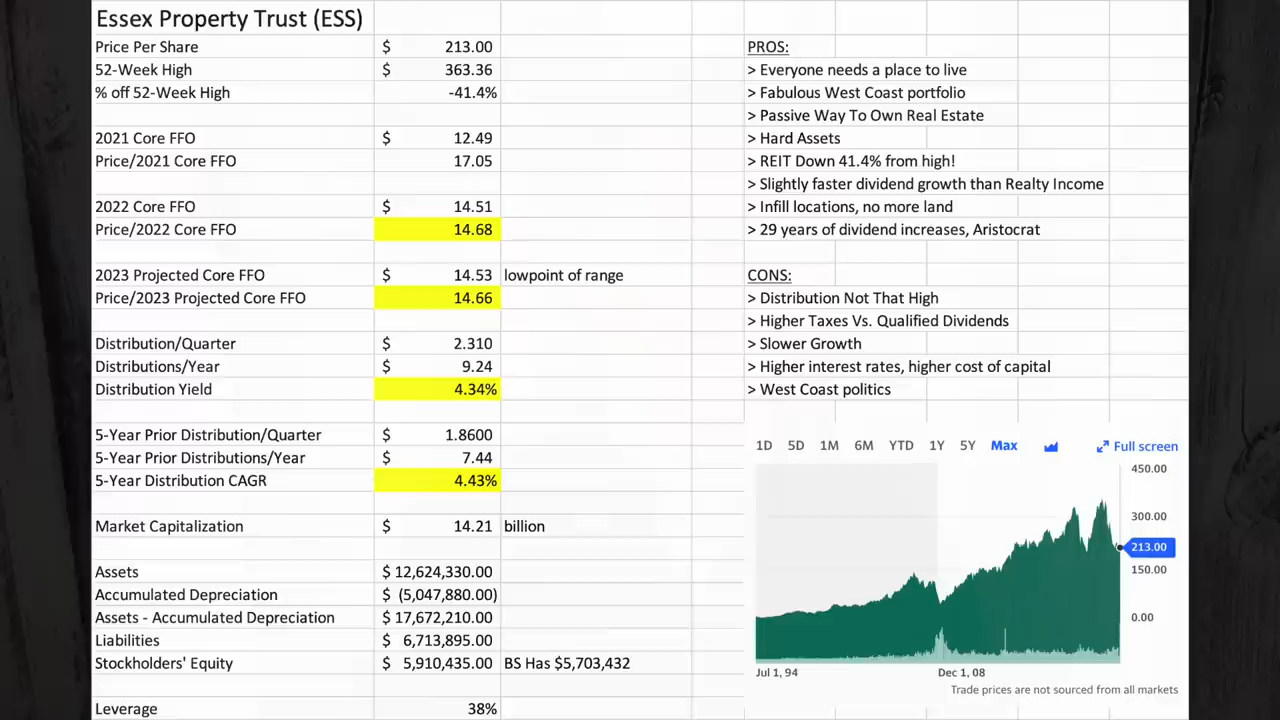 Essex Property Trust (ESS)
Price Per Share $ 213.00
52-Week High $ 363.36
% off 52-Week High -41.4%
2021 Core FFO $ 12.49
Price/2021 Core FFO 17.05
2022 Core FFO $ 14.51
Price/2022 Core FFO 14.68
2023 Projected Core FFO $ 14.53 lowpoint of range
Price/2023 Projected Core FFO 14.66
Distribution/Quarter $ 2.310
Distributions/Year $ 9.24
Distribution Yield 4.34%
5-Year Prior Distribution/Quarter $ 1.8600
5-Year Prior Distributions/Year $ 7.44
5-Year Distribution CAGR 4.43%
Market Capitalization $ 14.21 billion
Assets $ 12,624,330.00
Accumulated Depreciation $ (5,047,880.00)
Assets - Accumulated Depreciation $ 17,672,210.00
Liabilities $ 6,713,895.00
Stockholders' Equity $ 5,910,435.00 BS Has $5,703,432
Leverage 38%
PROS:
> Everyone needs a place to live
> Fabulous West Coast portfolio
> Passive Way To Own Real Estate
> Hard Assets
> REIT Down 41.4% from high!
> Slightly faster dividend growth than Realty Income
> Infill locations, no more land
> 29 years of dividend increases, Aristocrat
CONS:
> Distribution Not That High
> Higher Taxes Vs. Qualified Dividends
> Slower Growth
> Higher interest rates, higher cost of capital
> West Coast politics
1D 5D 1M 6M YTD 1Y 5Y Max Full screen
450.00
300.00
213.00
150.00
0.00
Jul 1, 94 Dec 1, 08
Trade prices are not sourced from all markets